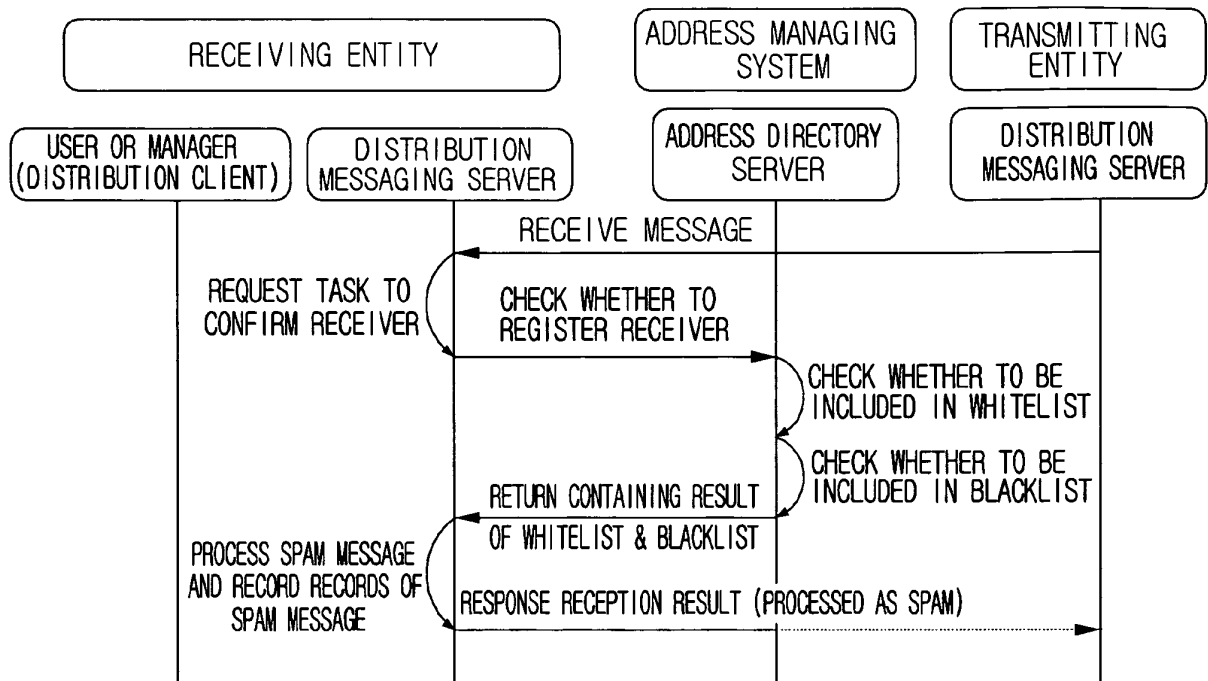 RECEIVING ENTITY
ADDRESS MANAGING
SYSTEM
TRANSMITTING
ENTITY
USER OR MANAGER
(DISTRIBUTION CLIENT)
DISTRIBUTION
MESSAGING SERVER
ADDRESS DIRECTORY
SERVER
DISTRIBUTION
MESSAGING SERVER
RECEIVE MESSAGE
REQUEST TASK TO
CONFIRM RECEIVER
CHECK WHETHER TO
REGISTER RECEIVER
CHECK WHETHER TO BE
INCLUDED IN WHITELIST
CHECK WHETHER TO BE
INCLUDED IN BLACKLIST
RETURN CONTAINING RESULT
OF WHITELIST & BLACKLIST
PROCESS SPAM MESSAGE
AND RECORD RECORDS OF
SPAM MESSAGE
RESPONSE RECEPTION RESULT (PROCESSED AS SPAM)